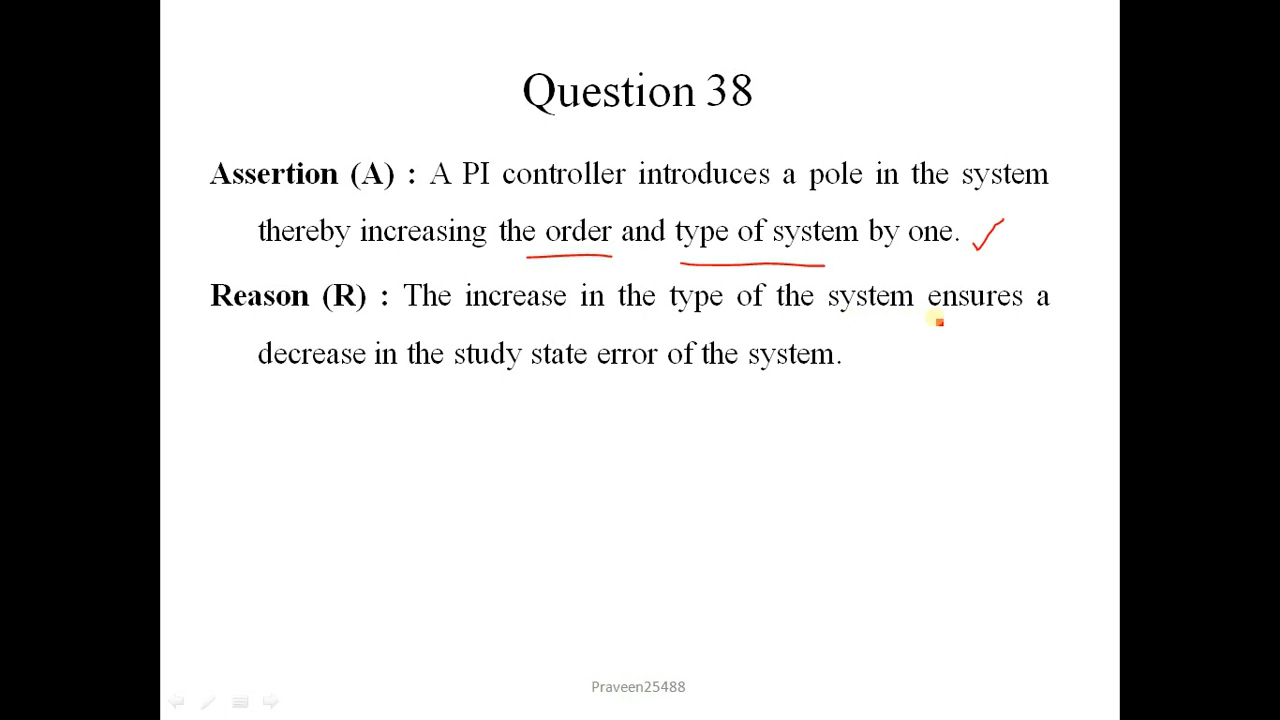 Question 38
Assertion (A) : A PI controller introduces a pole in the system
thereby increasing the order and type of system by one.
Reason (R) : The increase in the type of the system ensures a
decrease in the study state error of the system.
Praveen25488